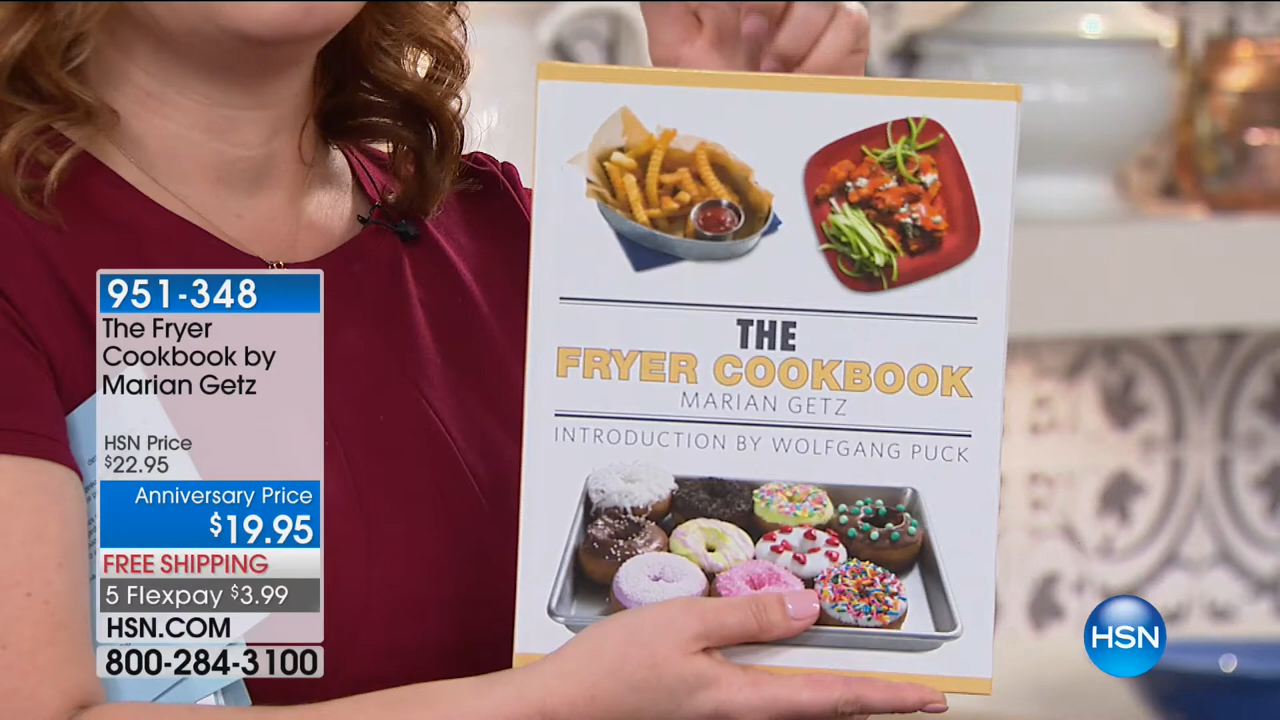 951-348
The Fryer
Cookbook by
Marian Getz
HSN Price
$22.95
Anniversary Price
$19.95
FREE SHIPPING
5 Flexpay $3.99
HSN.COM
800-284-3100
THE
FRYER COOKBOOK
MARIAN GETZ
INTRODUCTION BY WOLFGANG PUCK
HSN